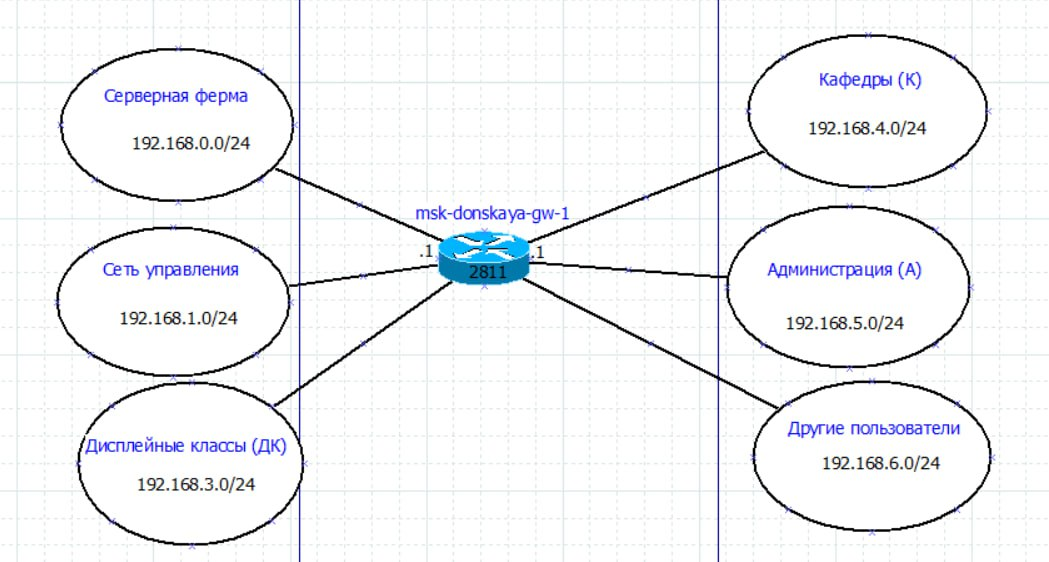 Серверная ферма
192.168.0.0/24
Сеть управления
192.168.1.0/24
Дисплейные классы (ДК)
192.168.3.0/24
msk-donskaya-gw-1
.1
.1
2811
Кафедры (К)
192.168.4.0/24
Администрация (А)
192.168.5.0/24
Другие пользователи
192.168.6.0/24